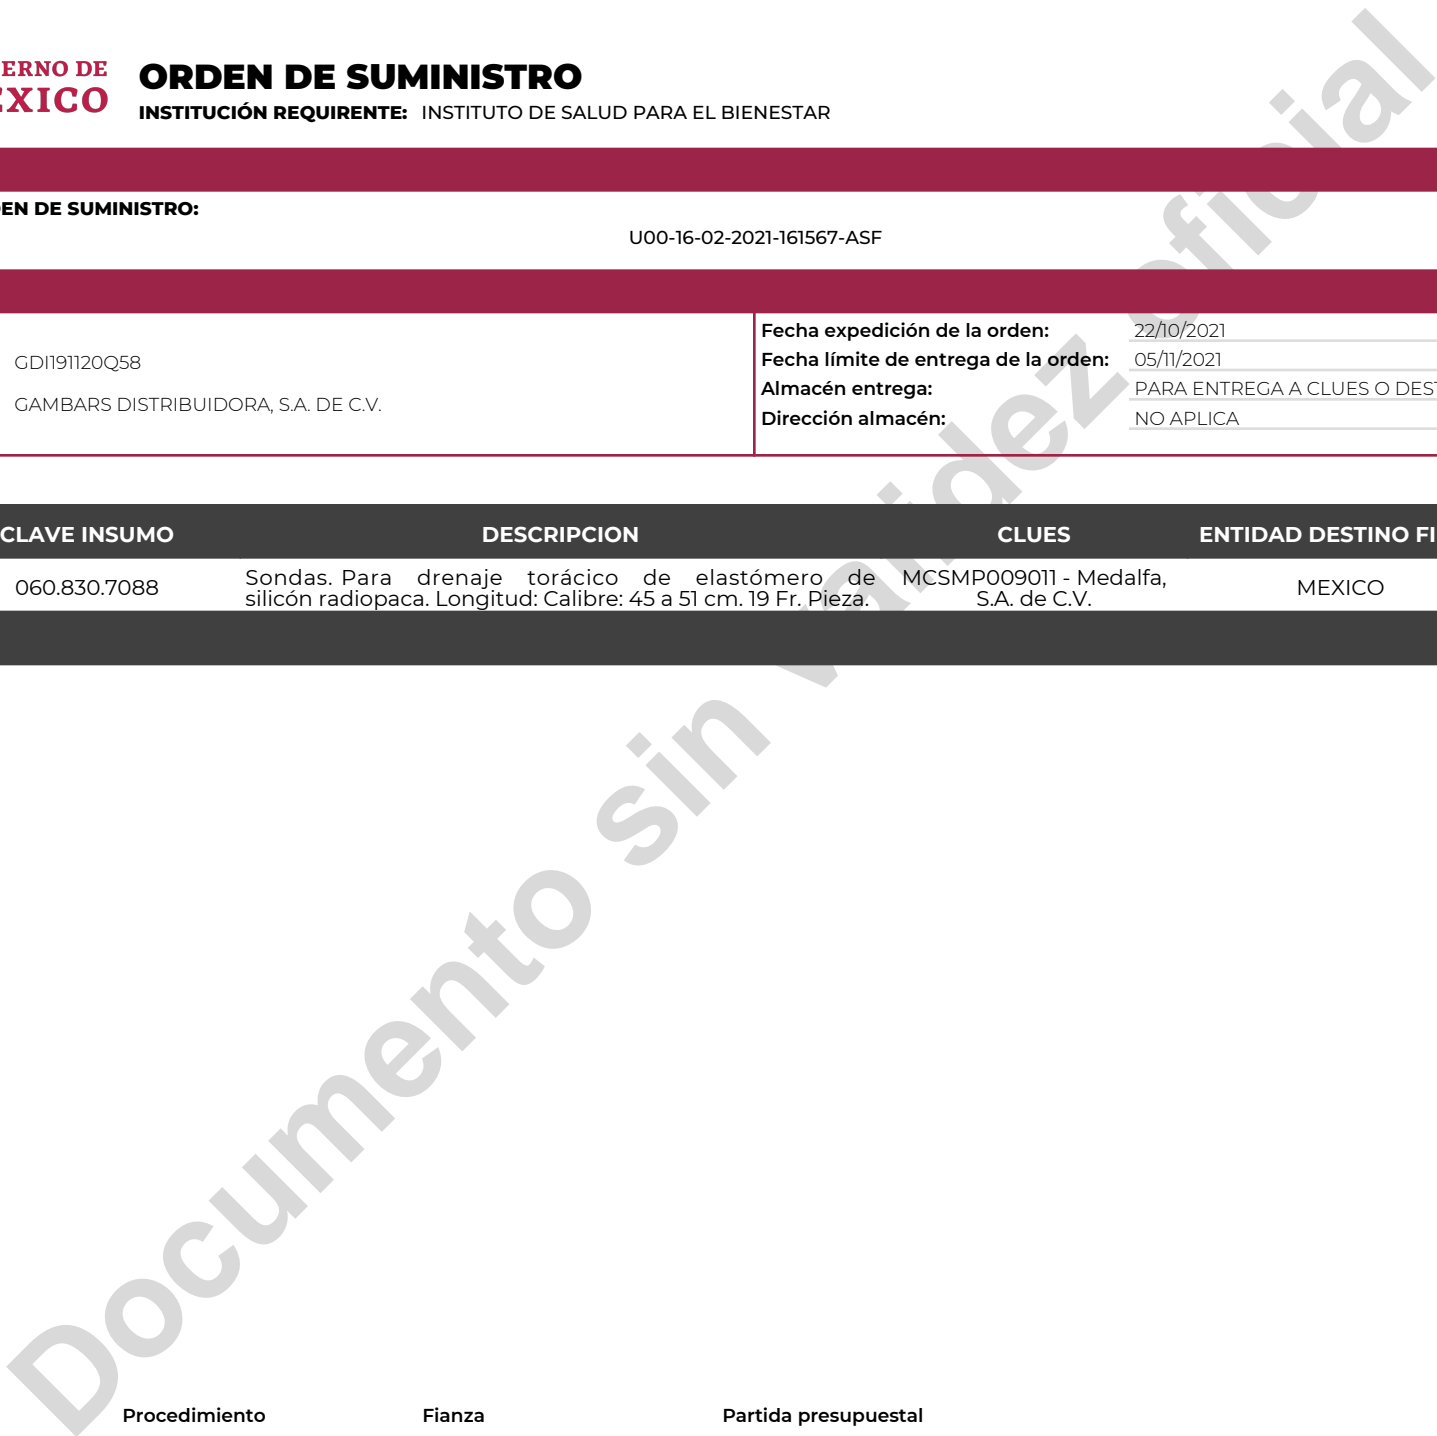 ERNO DE
EXICO
ORDEN DE SUMINISTRO
INSTITUCIÓN REQUIRENTE: INSTITUTO DE SALUD PARA EL BIENESTAR
EN DE SUMINISTRO:
U00-16-02-2021-161567-ASF
GDI191120Q58
GAMBARS DISTRIBUIDORA, S.A. DE C.V.
Fecha expedición de la orden: 22/10/2021
Fecha límite de entrega de la orden: 05/11/2021
Almacén entrega: PARA ENTREGA A CLUES O DEST
Dirección almacén: NO APLICA
CLAVE INSUMO DESCRIPCION CLUES ENTIDAD DESTINO FI
060.830.7088 Sondas. Para drenaje torácico de elastómero de MCSMP009011 - Medalfa, MEXICO
silicón radiopaca. Longitud: Calibre: 45 a 51 cm. 19 Fr. Pieza. S.A. de C.V.
Documento sin validez oficial
Procedimiento Fianza Partida presupuestal